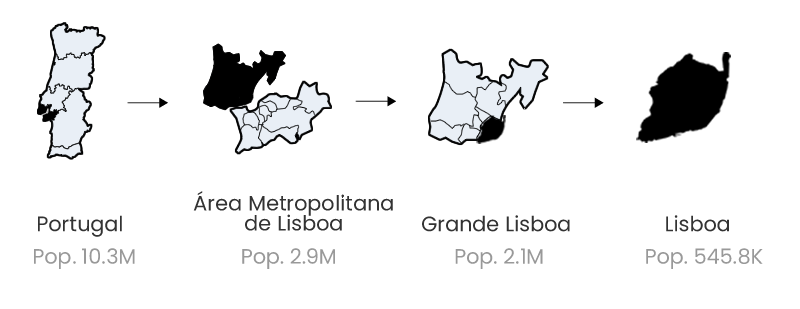 Portugal
Pop. 10.3M
Área Metropolitana
de Lisboa
Pop. 2.9M
Grande Lisboa
Pop. 2.1M
Lisboa
Pop. 545.8K